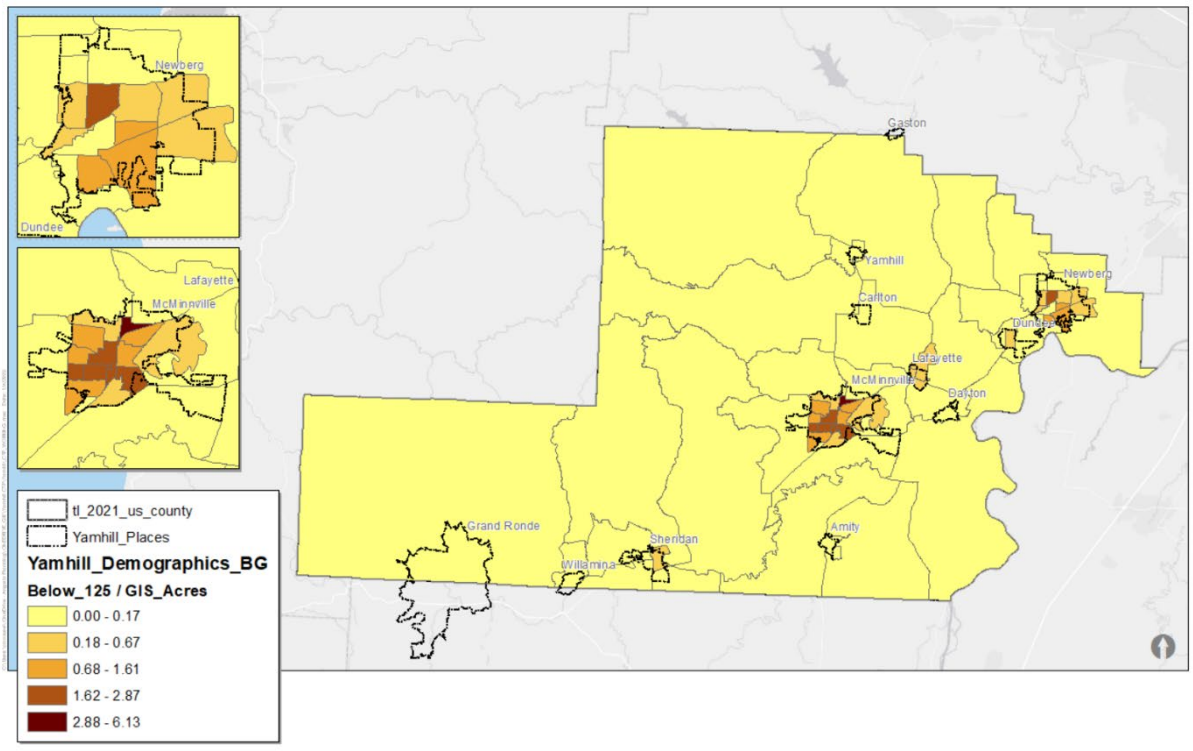 Newberg
Dundee
Lafayette
McMinnville
Gaston
Yamhill
Newberg
Carlton
Dundee
Lafayette
McMinnville
Dayton
Grand Ronde
Amity
Sheridan
Willamina
tl_2021_us_county
Yamhill_Places
Yamhill_Demographics_BG
Below_125 / GIS_Acres
0.00 - 0.17
0.18 - 0.67
0.68 - 1.61
1.62 - 2.87
2.88 - 6.13